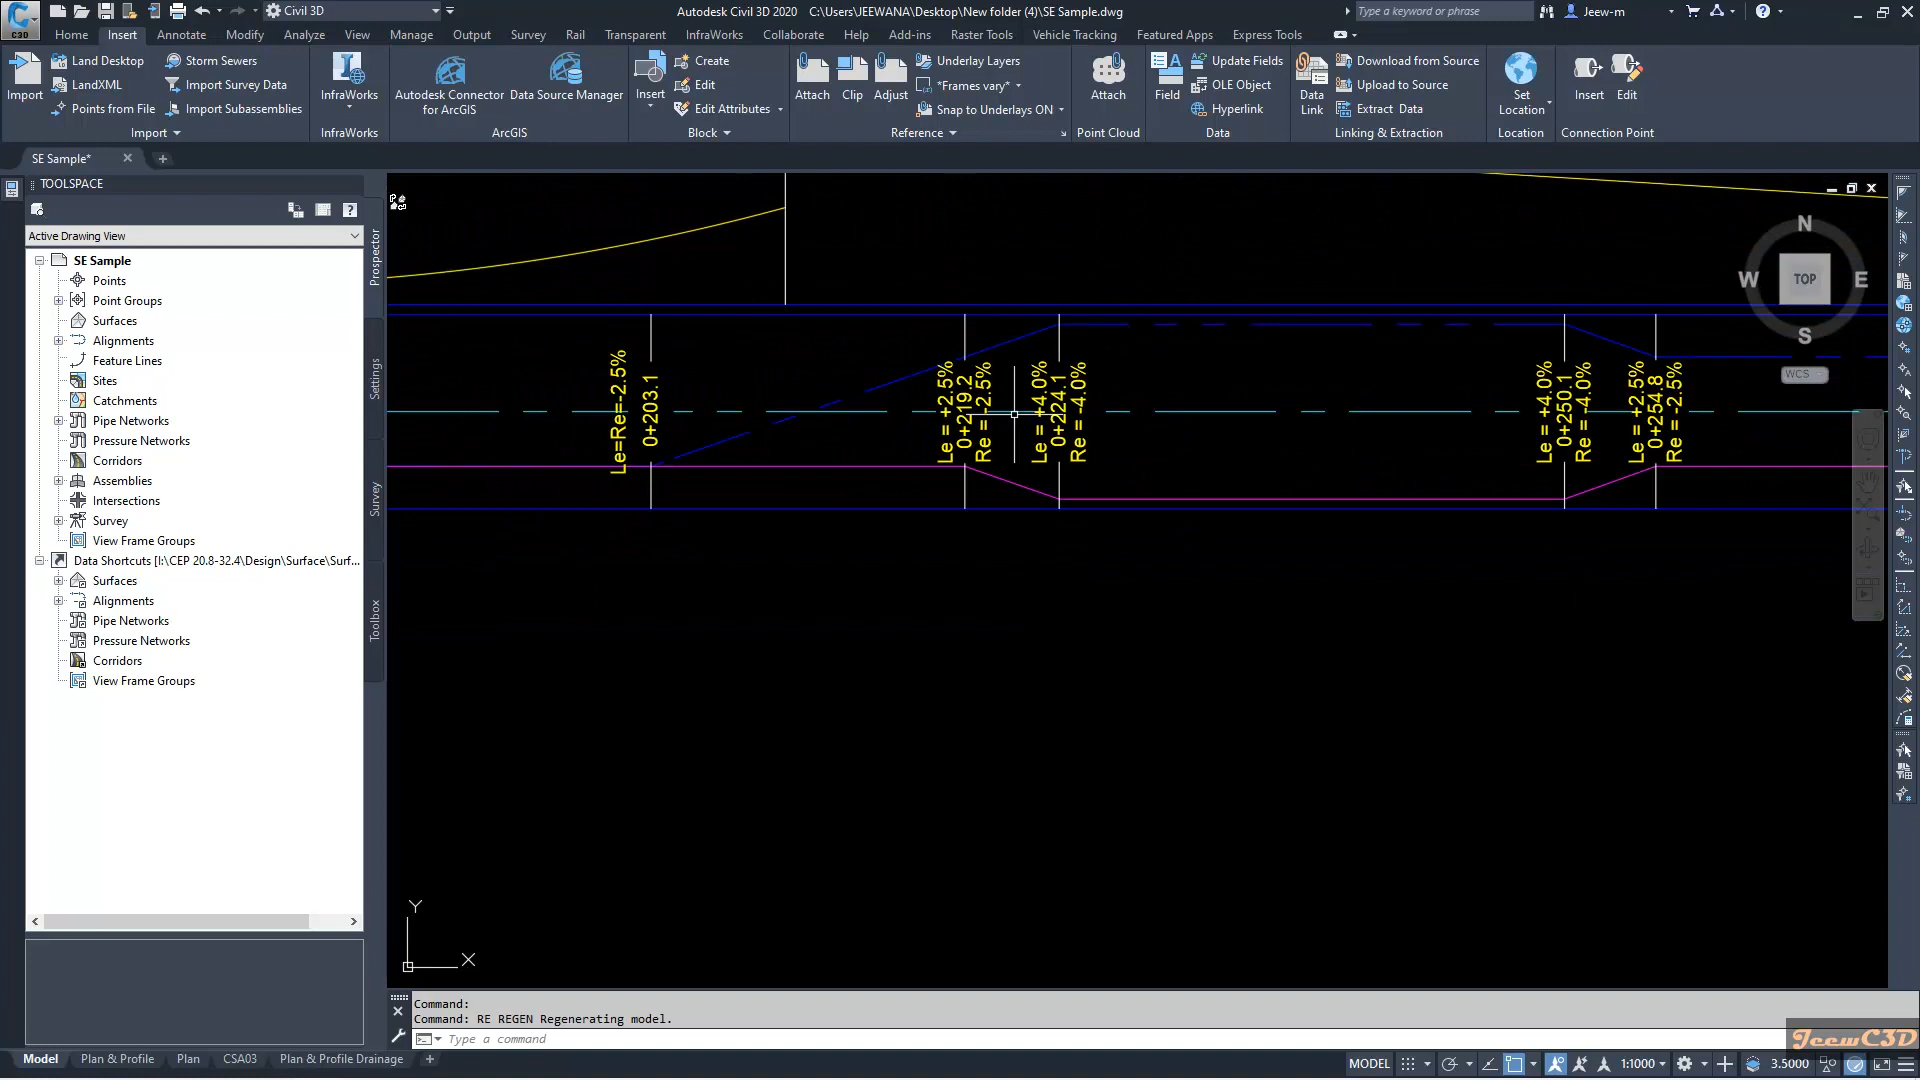 Civil 3D
Autodesk Civil 3D 2020 C:\Users\JEEWANA\Desktop\New folder (4)\SE Sample.dwg
Type a keyword or phrase
Jeew-m
C3D
Home Insert Annotate Modify Analyze View Manage Output Survey Rail Transparent InfraWorks Collaborate Help Add-ins Raster Tools Vehicle Tracking Featured Apps Express Tools
Import
Land Desktop
LandXML
Points from File
Storm Sewers
Import Survey Data
Import Subassemblies
InfraWorks
Autodesk Connector
for ArcGIS
Data Source Manager
Insert
Create
Edit
Edit Attributes
Attach
Clip
Adjust
Underlay Layers
*Frames vary*
Snap to Underlays ON
Attach
Field
Update Fields
OLE Object
Hyperlink
Data
Link
Download from Source
Upload to Source
Extract Data
Set
Location
Insert
Edit
Import InfraWorks ArcGIS Block Reference Point Cloud Data Linking & Extraction Location Connection Point
SE Sample*
TOOLSPACE
Active Drawing View
SE Sample
Points
Point Groups
Surfaces
Alignments
Feature Lines
Sites
Catchments
Pipe Networks
Pressure Networks
Corridors
Assemblies
Intersections
Survey
View Frame Groups
Data Shortcuts [I:\CEP 20.8-32.4\Design\Surface\Surf...
Surfaces
Alignments
Pipe Networks
Pressure Networks
Corridors
View Frame Groups
Prospector
Settings
Survey
Toolbox
Le=Re=-2.5%
0+203.1
Le = +2.5%
0+219.2
Re = -2.5%
Le = +4.0%
0+224.1
Re = -4.0%
Le = +4.0%
0+250.1
Re = -4.0%
Le = +2.5%
0+254.8
Re = -2.5%
N
W
TOP
E
S
WCS
Y
X
Command:
Command: RE REGEN Regenerating model.
Type a command
Model Plan & Profile Plan CSA03 Plan & Profile Drainage
MODEL
1:1000
3.5000
JeewC3D